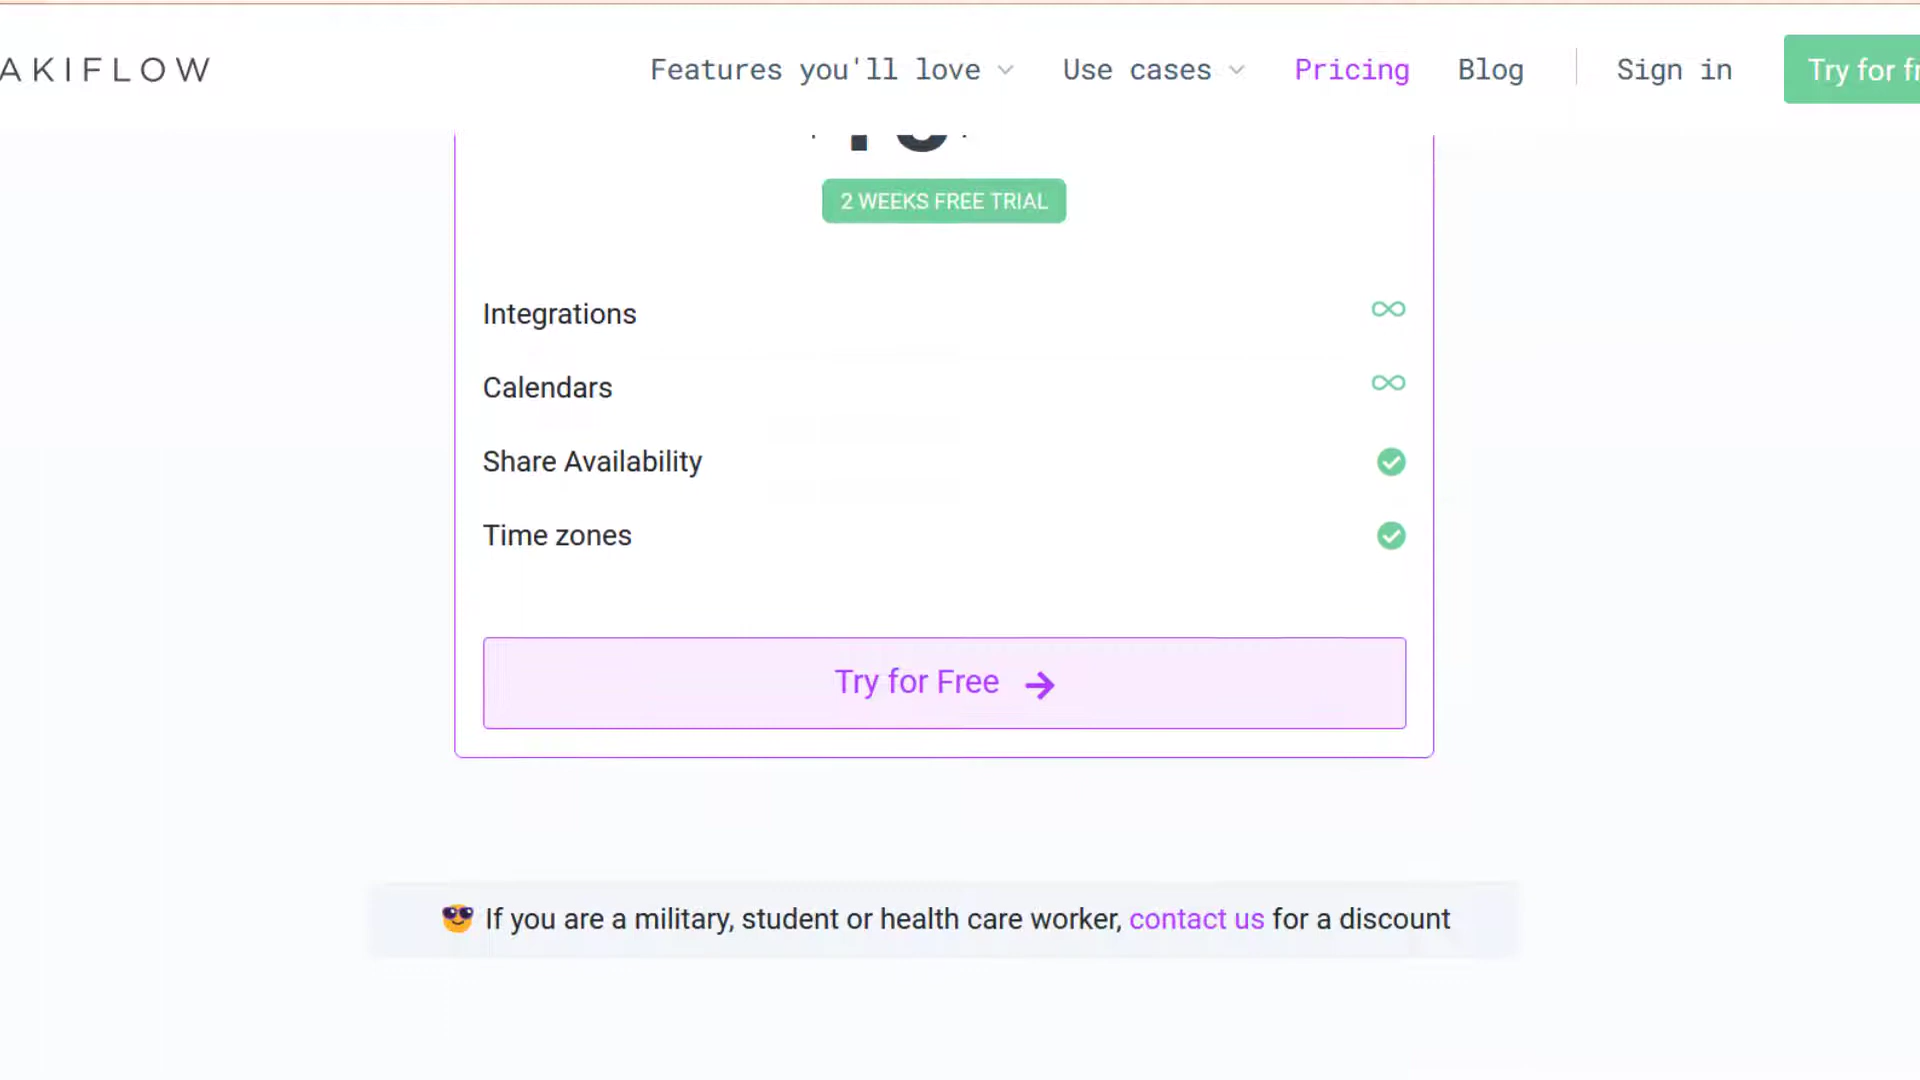 AKIFLOW
Features you'll love
Use cases
Pricing
Blog
Sign in
Try for
2 WEEKS FREE TRIAL
Integrations
Calendars
Share Availability
Time zones
Try for Free
If you are a military, student or health care worker, contact us for a discount